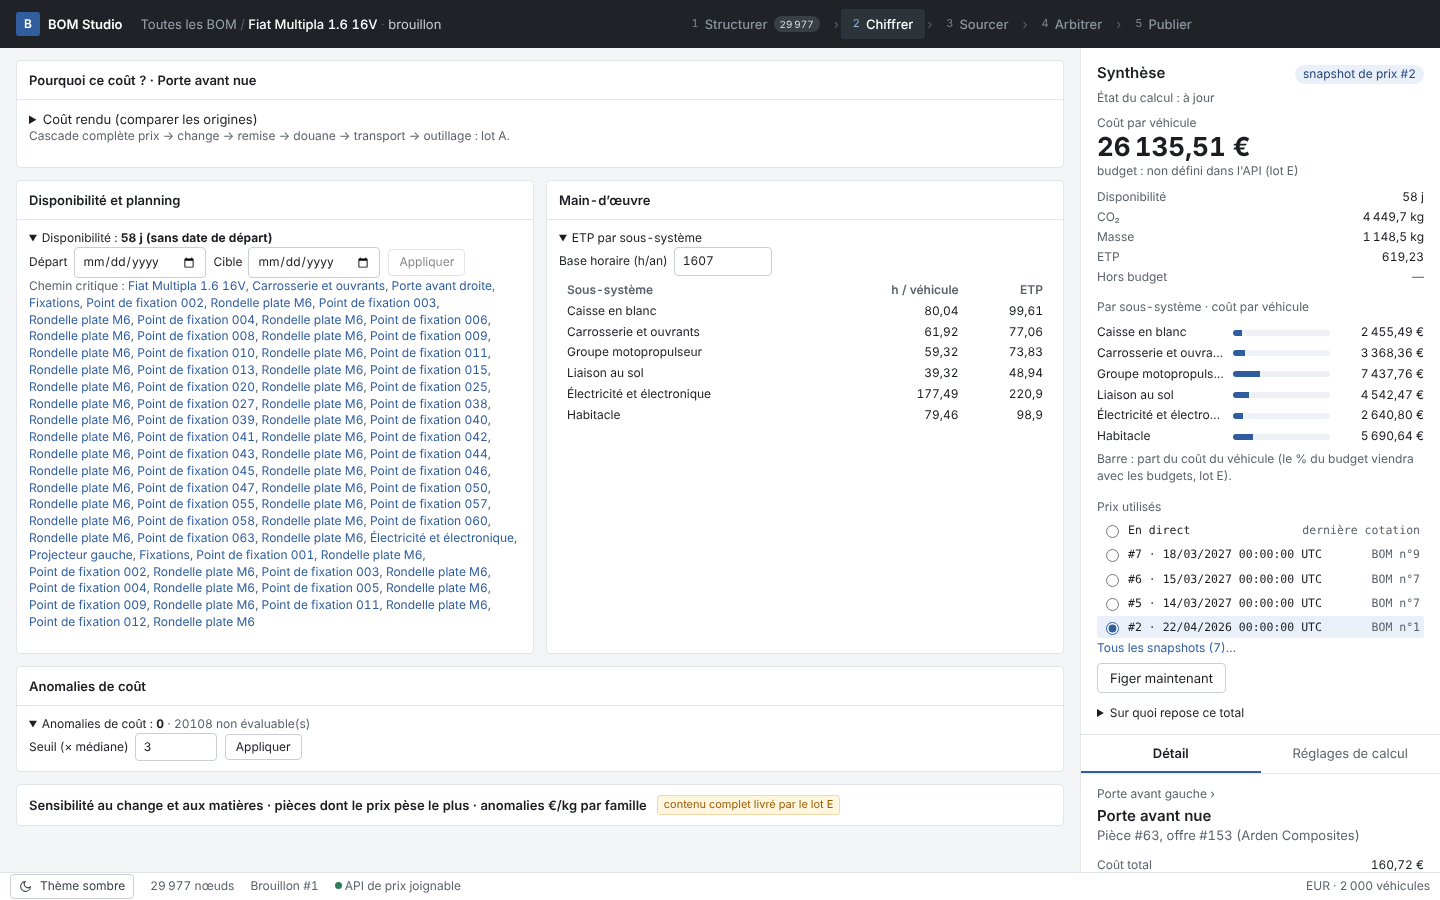 B BOM Studio Toutes les BOM / Fiat Multipla 1.6 16V · brouillon 1 Structurer 29 977 › 2 Chiffrer › 3 Sourcer › 4 Arbitrer › 5 Publier
Pourquoi ce coût ? · Porte avant nue
▶ Coût rendu (comparer les origines)
Cascade complète prix → change → remise → douane → transport → outillage : lot A.
Disponibilité et planning
▼ Disponibilité : 58 j (sans date de départ)
Départ mm/dd/yyyy Cible mm/dd/yyyy Appliquer
Chemin critique : Fiat Multipla 1.6 16V, Carrosserie et ouvrants, Porte avant droite,
Fixations, Point de fixation 002, Rondelle plate M6, Point de fixation 003,
Rondelle plate M6, Point de fixation 004, Rondelle plate M6, Point de fixation 006,
Rondelle plate M6, Point de fixation 008, Rondelle plate M6, Point de fixation 009,
Rondelle plate M6, Point de fixation 010, Rondelle plate M6, Point de fixation 011,
Rondelle plate M6, Point de fixation 013, Rondelle plate M6, Point de fixation 015,
Rondelle plate M6, Point de fixation 020, Rondelle plate M6, Point de fixation 025,
Rondelle plate M6, Point de fixation 027, Rondelle plate M6, Point de fixation 038,
Rondelle plate M6, Point de fixation 039, Rondelle plate M6, Point de fixation 040,
Rondelle plate M6, Point de fixation 041, Rondelle plate M6, Point de fixation 042,
Rondelle plate M6, Point de fixation 043, Rondelle plate M6, Point de fixation 044,
Rondelle plate M6, Point de fixation 045, Rondelle plate M6, Point de fixation 046,
Rondelle plate M6, Point de fixation 047, Rondelle plate M6, Point de fixation 050,
Rondelle plate M6, Point de fixation 055, Rondelle plate M6, Point de fixation 057,
Rondelle plate M6, Point de fixation 058, Rondelle plate M6, Point de fixation 060,
Rondelle plate M6, Point de fixation 063, Rondelle plate M6, Électricité et électronique,
Projecteur gauche, Fixations, Point de fixation 001, Rondelle plate M6,
Point de fixation 002, Rondelle plate M6, Point de fixation 003, Rondelle plate M6,
Point de fixation 004, Rondelle plate M6, Point de fixation 005, Rondelle plate M6,
Point de fixation 009, Rondelle plate M6, Point de fixation 011, Rondelle plate M6,
Point de fixation 012, Rondelle plate M6
Main-d'œuvre
▼ ETP par sous-système
Base horaire (h/an) 1607
Sous-système h / véhicule ETP
Caisse en blanc 80,04 99,61
Carrosserie et ouvrants 61,92 77,06
Groupe motopropulseur 59,32 73,83
Liaison au sol 39,32 48,94
Électricité et électronique 177,49 220,9
Habitacle 79,46 98,9
Anomalies de coût
▼ Anomalies de coût : 0 · 20108 non évaluable(s)
Seuil (× médiane) 3 Appliquer
Sensibilité au change et aux matières · pièces dont le prix pèse le plus · anomalies €/kg par famille contenu complet livré par le lot E
Synthèse snapshot de prix #2
État du calcul : à jour
Coût par véhicule
26 135,51 €
budget : non défini dans l'API (lot E)
Disponibilité 58 j
CO₂ 4 449,7 kg
Masse 1 148,5 kg
ETP 619,23
Hors budget —
Par sous-système · coût par véhicule
Caisse en blanc 2 455,49 €
Carrosserie et ouvra... 3 368,36 €
Groupe motopropuls... 7 437,76 €
Liaison au sol 4 542,47 €
Électricité et électro... 2 640,80 €
Habitacle 5 690,64 €
Barre : part du coût du véhicule (le % du budget viendra
avec les budgets, lot E).
Prix utilisés
En direct dernière cotation
#7 · 18/03/2027 00:00:00 UTC BOM n°9
#6 · 15/03/2027 00:00:00 UTC BOM n°7
#5 · 14/03/2027 00:00:00 UTC BOM n°7
#2 · 22/04/2026 00:00:00 UTC BOM n°1
Tous les snapshots (7)...
Figer maintenant
▶ Sur quoi repose ce total
Détail Réglages de calcul
Porte avant gauche ›
Porte avant nue
Pièce #63, offre #153 (Arden Composites)
Coût total 160,72 €
Thème sombre 29 977 nœuds Brouillon #1 API de prix joignable EUR · 2 000 véhicules